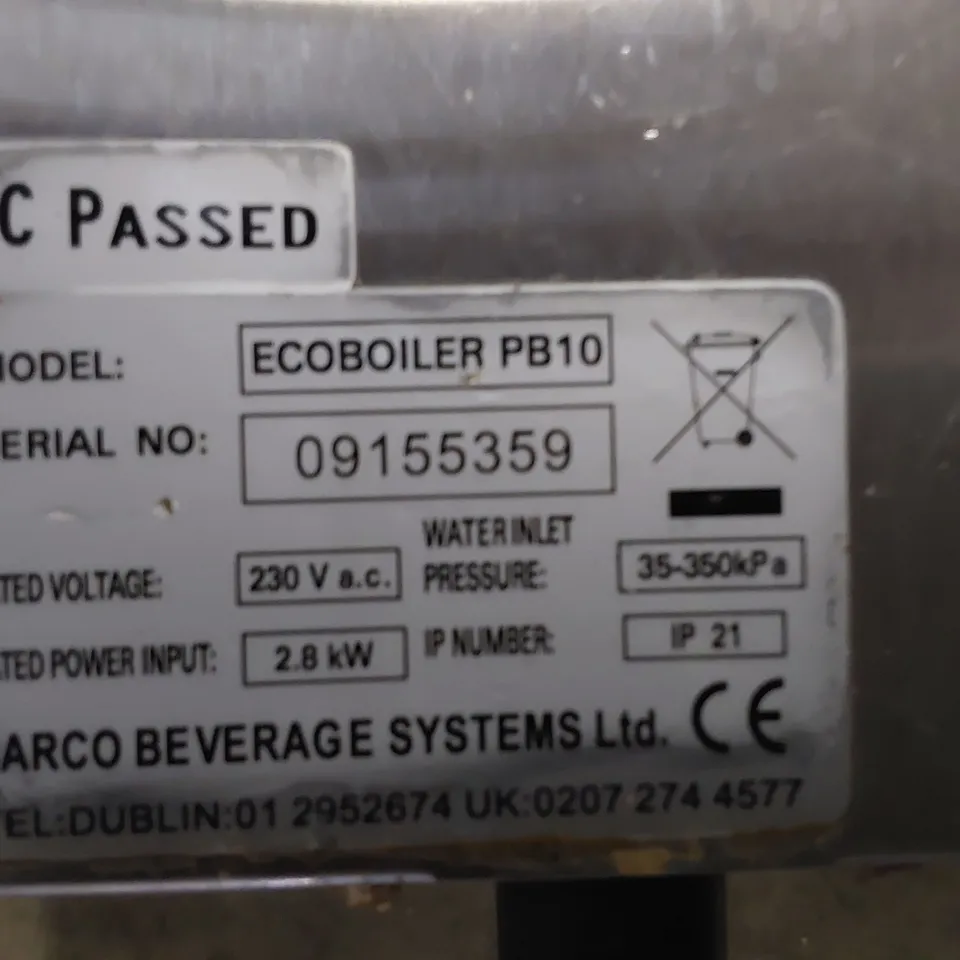 C PASSED
MODEL: ECOBOILER PB10
ERIAL NO: 09155359
TED VOLTAGE: 230 V a.c. WATER INLET PRESSURE: 35-350kPa
TED POWER INPUT: 2.8 kW IP NUMBER: IP 21
ARCO BEVERAGE SYSTEMS Ltd. CE
EL:DUBLIN:01 2952674 UK:0207 274 4577